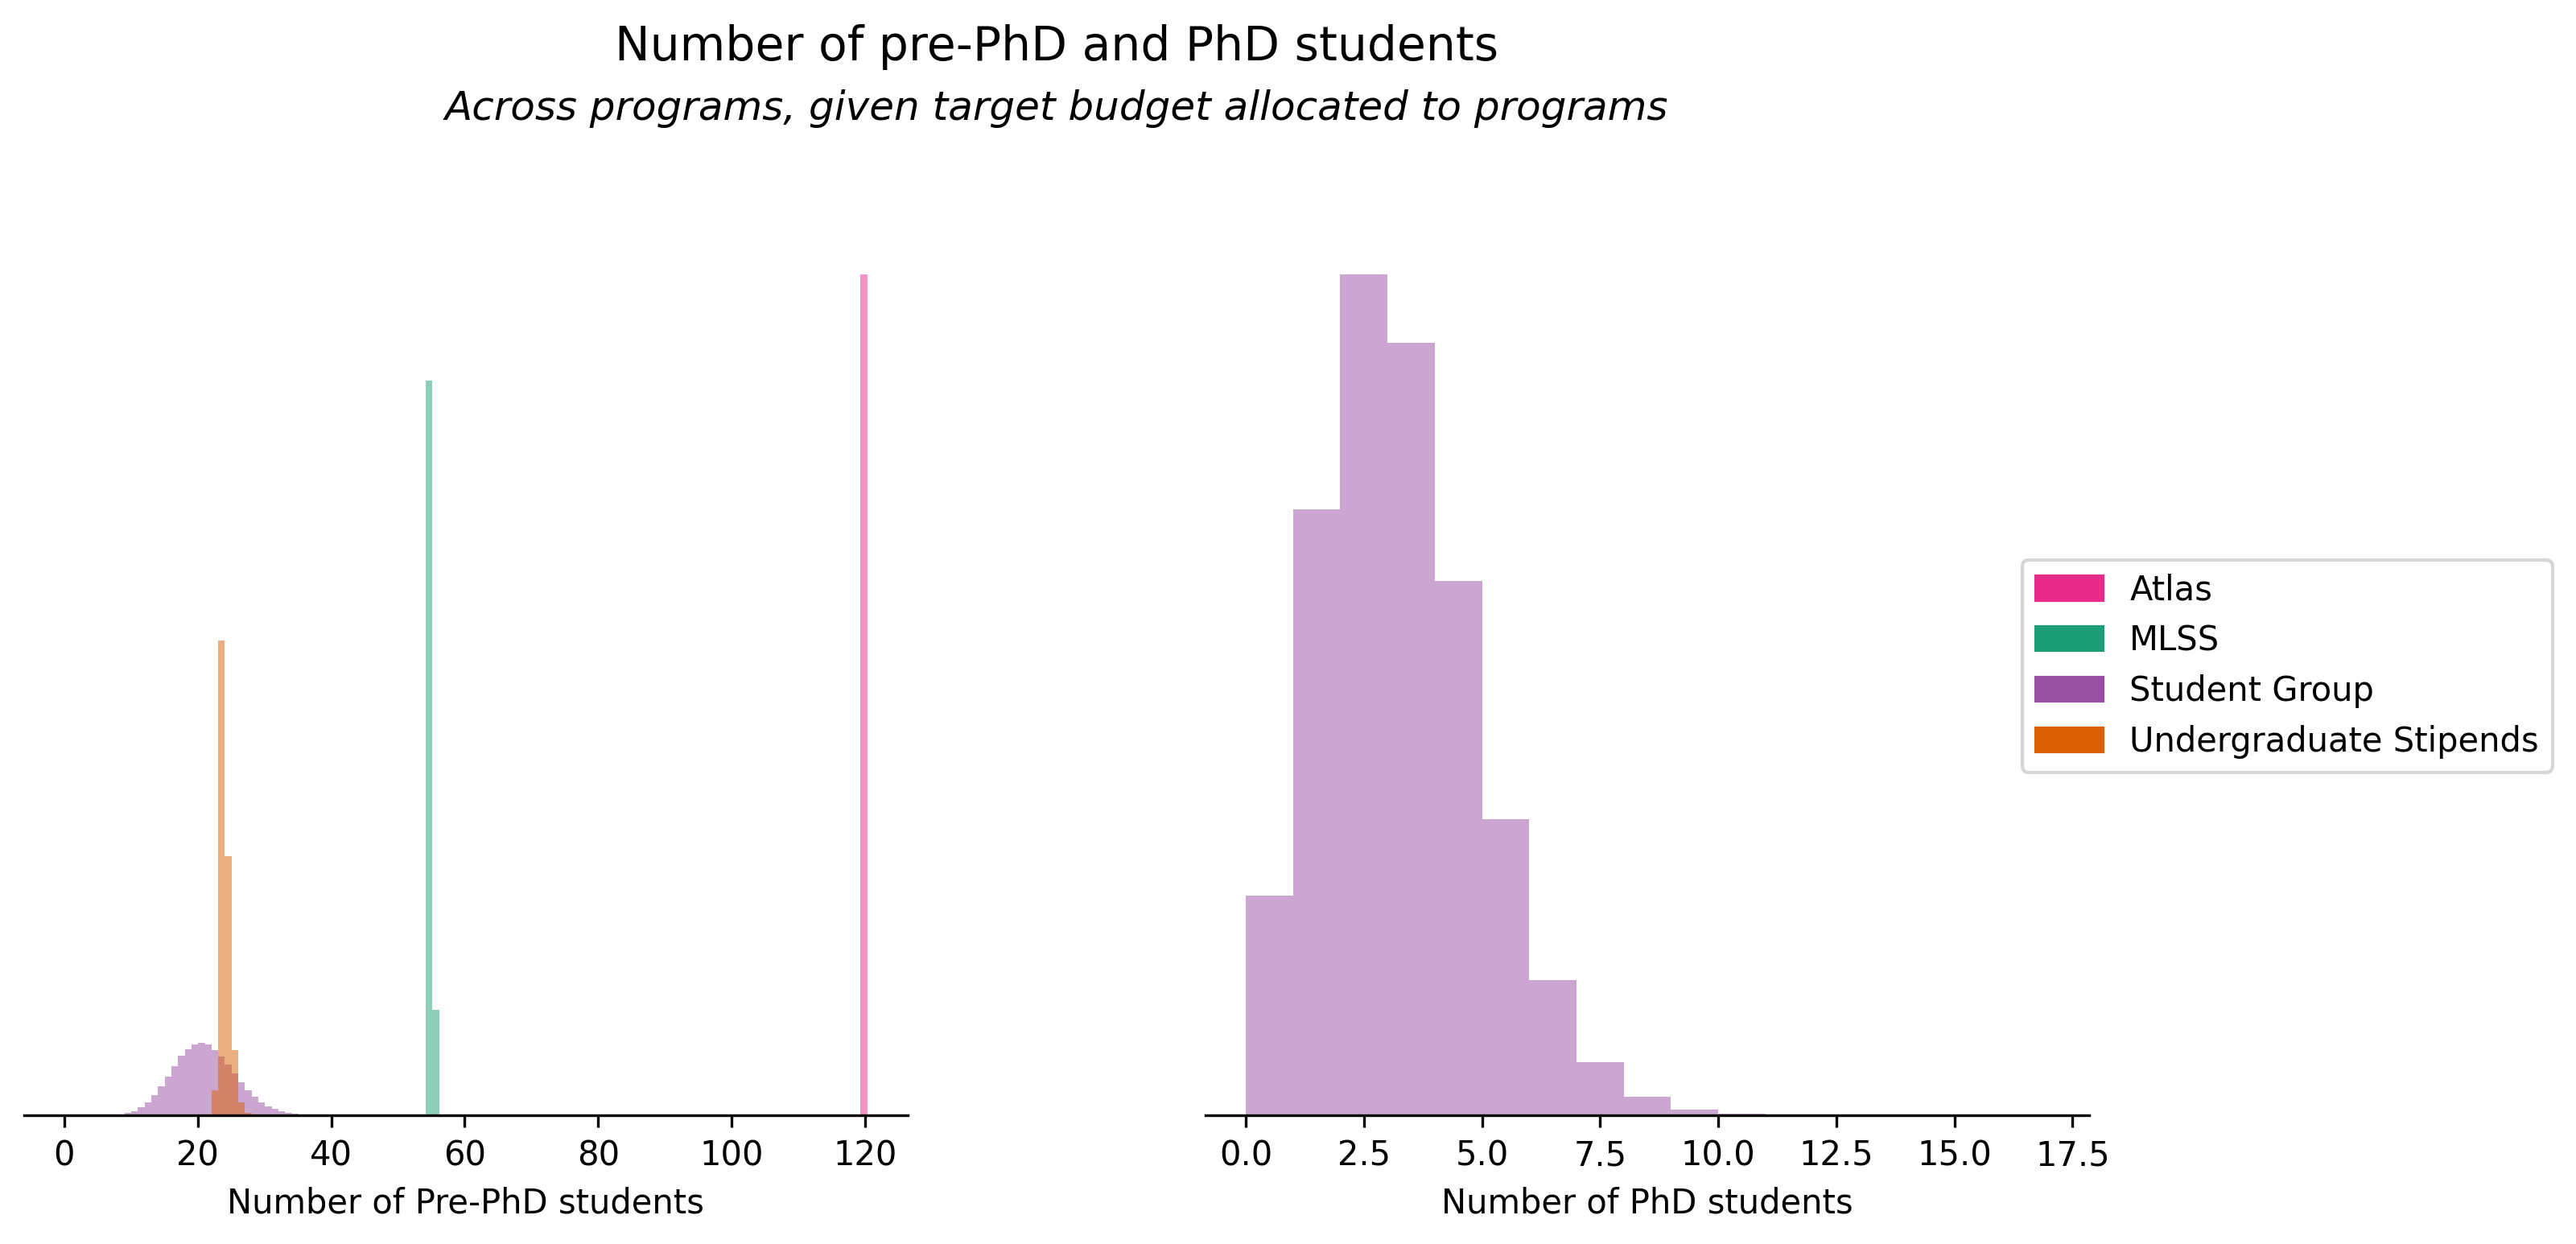 Number of pre-PhD and PhD students
Across programs, given target budget allocated to programs
0 20 40 60 80 100 120
Number of Pre-PhD students
0.0 2.5 5.0 7.5 10.0 12.5 15.0 17.5
Number of PhD students
Atlas
MLSS
Student Group
Undergraduate Stipends